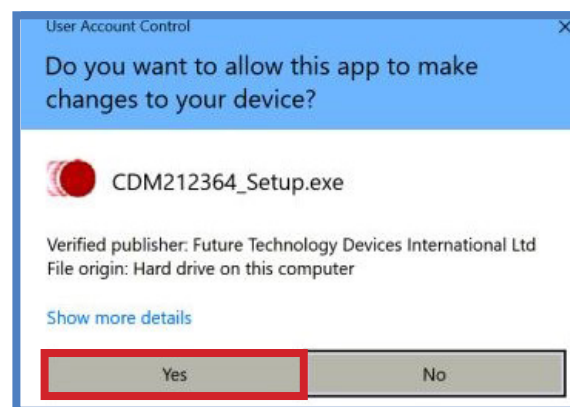 User Account Control
Do you want to allow this app to make
changes to your device?
CDM212364_Setup.exe
Verified publisher: Future Technology Devices International Ltd
File origin: Hard drive on this computer
Show more details
Yes
No